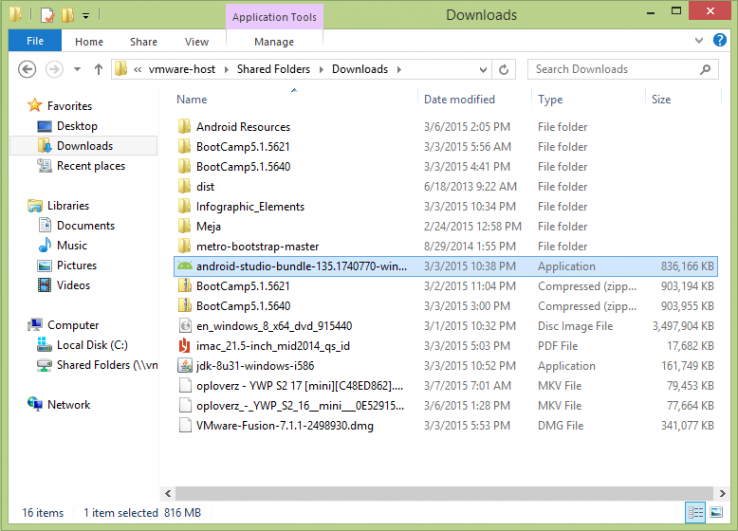 Application Tools Downloads
File Home Share View Manage
« vmware-host Shared Folders Downloads Search Downloads
Name Date modified Type Size
Favorites
Desktop
Downloads
Recent places
Libraries
Documents
Music
Pictures
Videos
Computer
Local Disk (C:)
Shared Folders (\\vn
Network
Android Resources 3/6/2015 2:05 PM File folder
BootCamp5.1.5621 3/3/2015 5:56 AM File folder
BootCamp5.1.5640 3/3/2015 4:41 PM File folder
dist 6/18/2013 9:22 AM File folder
Infographic_Elements 3/3/2015 10:34 PM File folder
Meja 2/24/2015 12:58 PM File folder
metro-bootstrap-master 8/29/2014 1:55 PM File folder
android-studio-bundle-135.1740770-win... 3/3/2015 10:38 PM Application 836,166 KB
BootCamp5.1.5621 3/2/2015 11:04 PM Compressed (zipp... 903,194 KB
BootCamp5.1.5640 3/3/2015 3:00 PM Compressed (zipp... 903,955 KB
en_windows_8_x64_dvd_915440 3/1/2015 10:32 PM Disc Image File 3,497,904 KB
imac_21.5-inch_mid2014_qs_id 3/3/2015 5:03 PM PDF File 17,682 KB
jdk-8u31-windows-i586 3/3/2015 10:52 PM Application 161,749 KB
oploverz - YWP S2 17 [mini][C48ED862].... 3/7/2015 7:01 AM MKV File 79,453 KB
oploverz_-_YWP_S2_16__mini___0E52915... 3/6/2015 1:28 PM MKV File 77,664 KB
VMware-Fusion-7.1.1-2498930.dmg 3/3/2015 5:53 PM DMG File 341,077 KB
16 items 1 item selected 816 MB